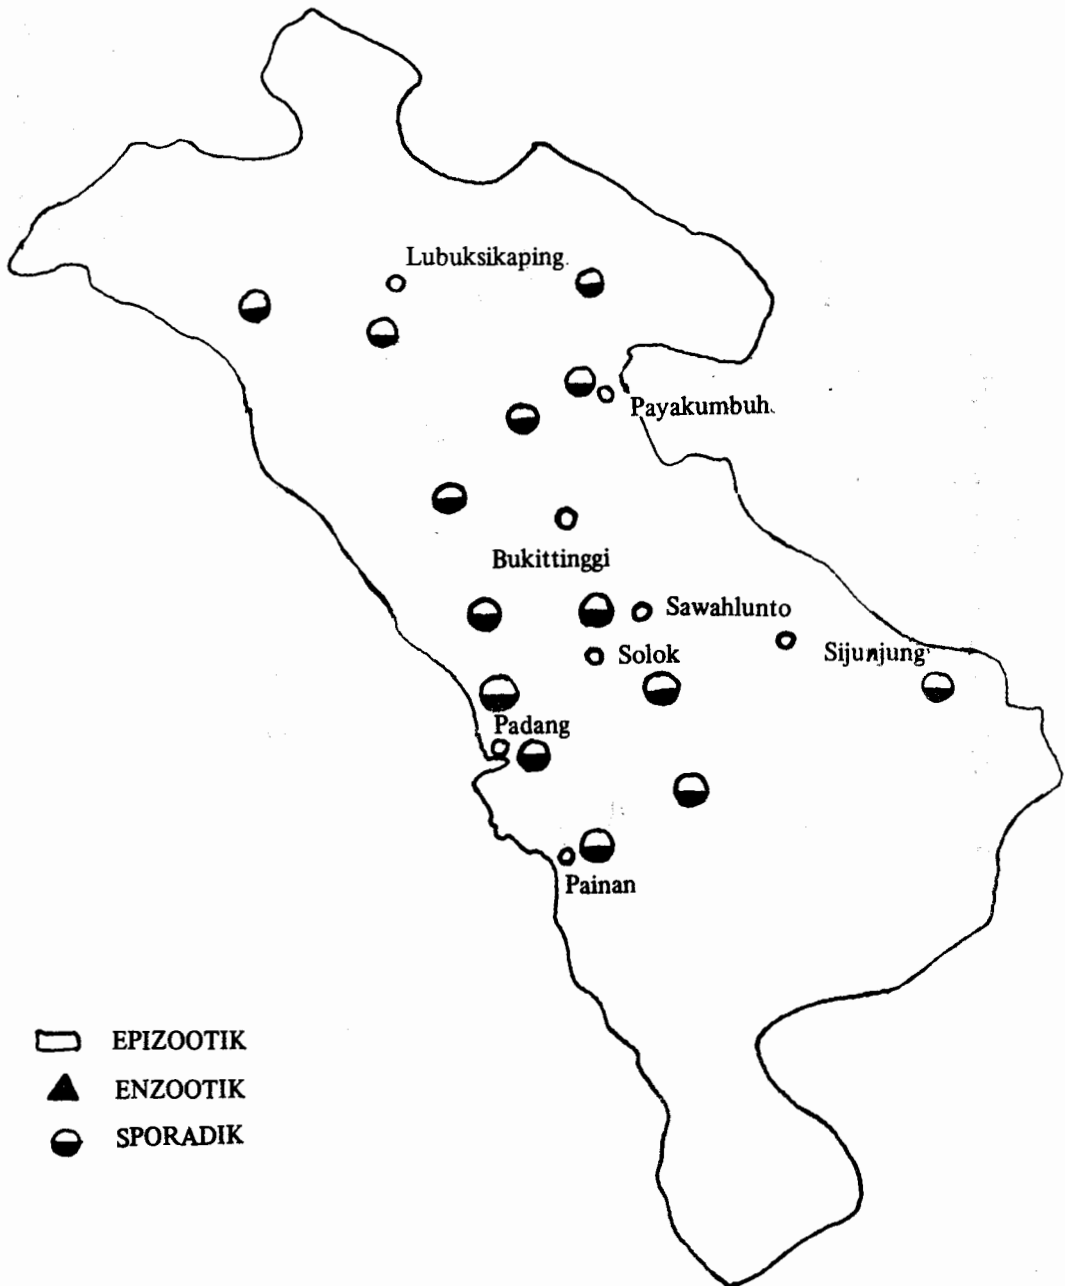 Lubuksikaping
Payakumbuh
Bukittinggi
Sawahlunto
Solok
Sijunjung
Padang
Painan
EPIZOOTIK
ENZOOTIK
SPORADIK